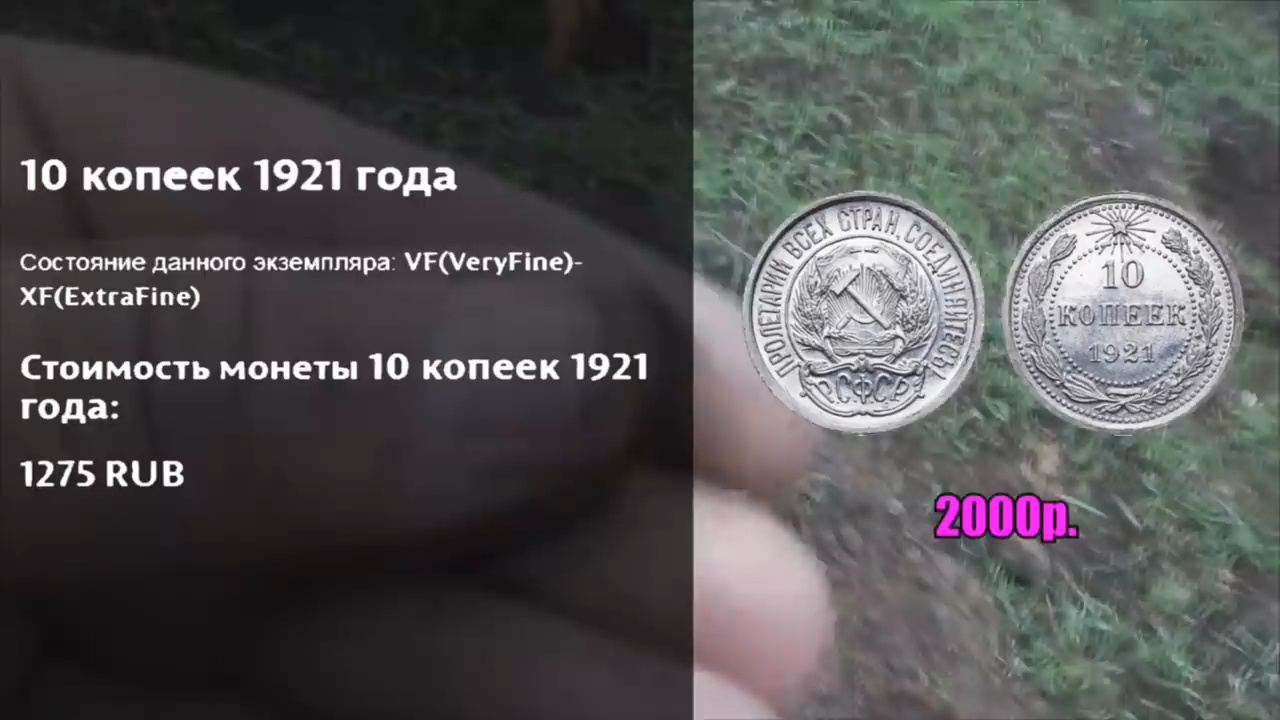 10 копеек 1921 года
Состояние данного экземпляра: VF(VeryFine)-
XF(ExtraFine)
Стоимость монеты 10 копеек 1921
года:
1275 RUB
ПРОЛЕТАРИИ ВСЕХ СТРАН, СОЕДИНЯЙТЕСЬ!
РСФСР
10
КОПЕЕК
1921
2000р.